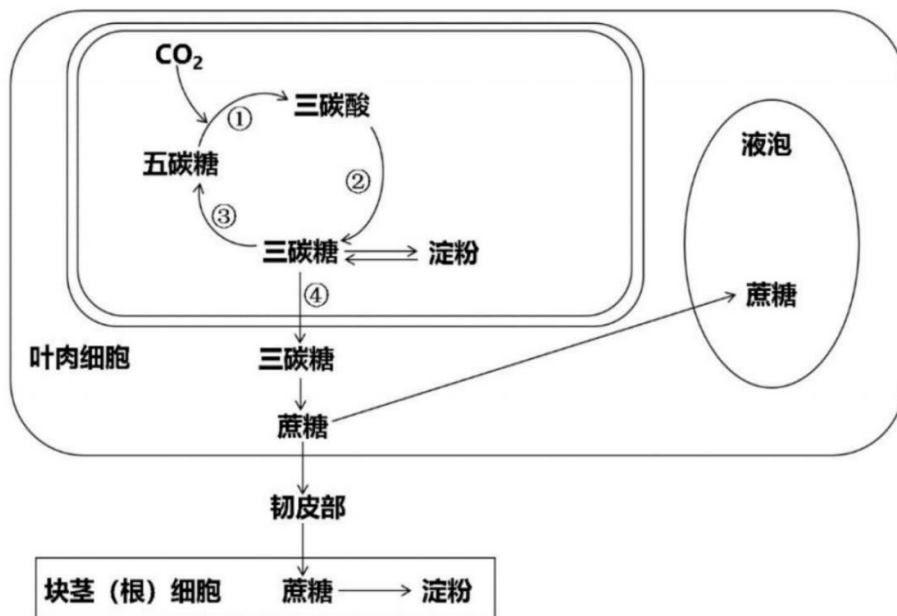 CO₂
① 三碳酸
五碳糖
②
液泡
③
三碳糖 淀粉
④
蔗糖
叶肉细胞 三碳糖
蔗糖
韧皮部
块茎（根）细胞 蔗糖 淀粉